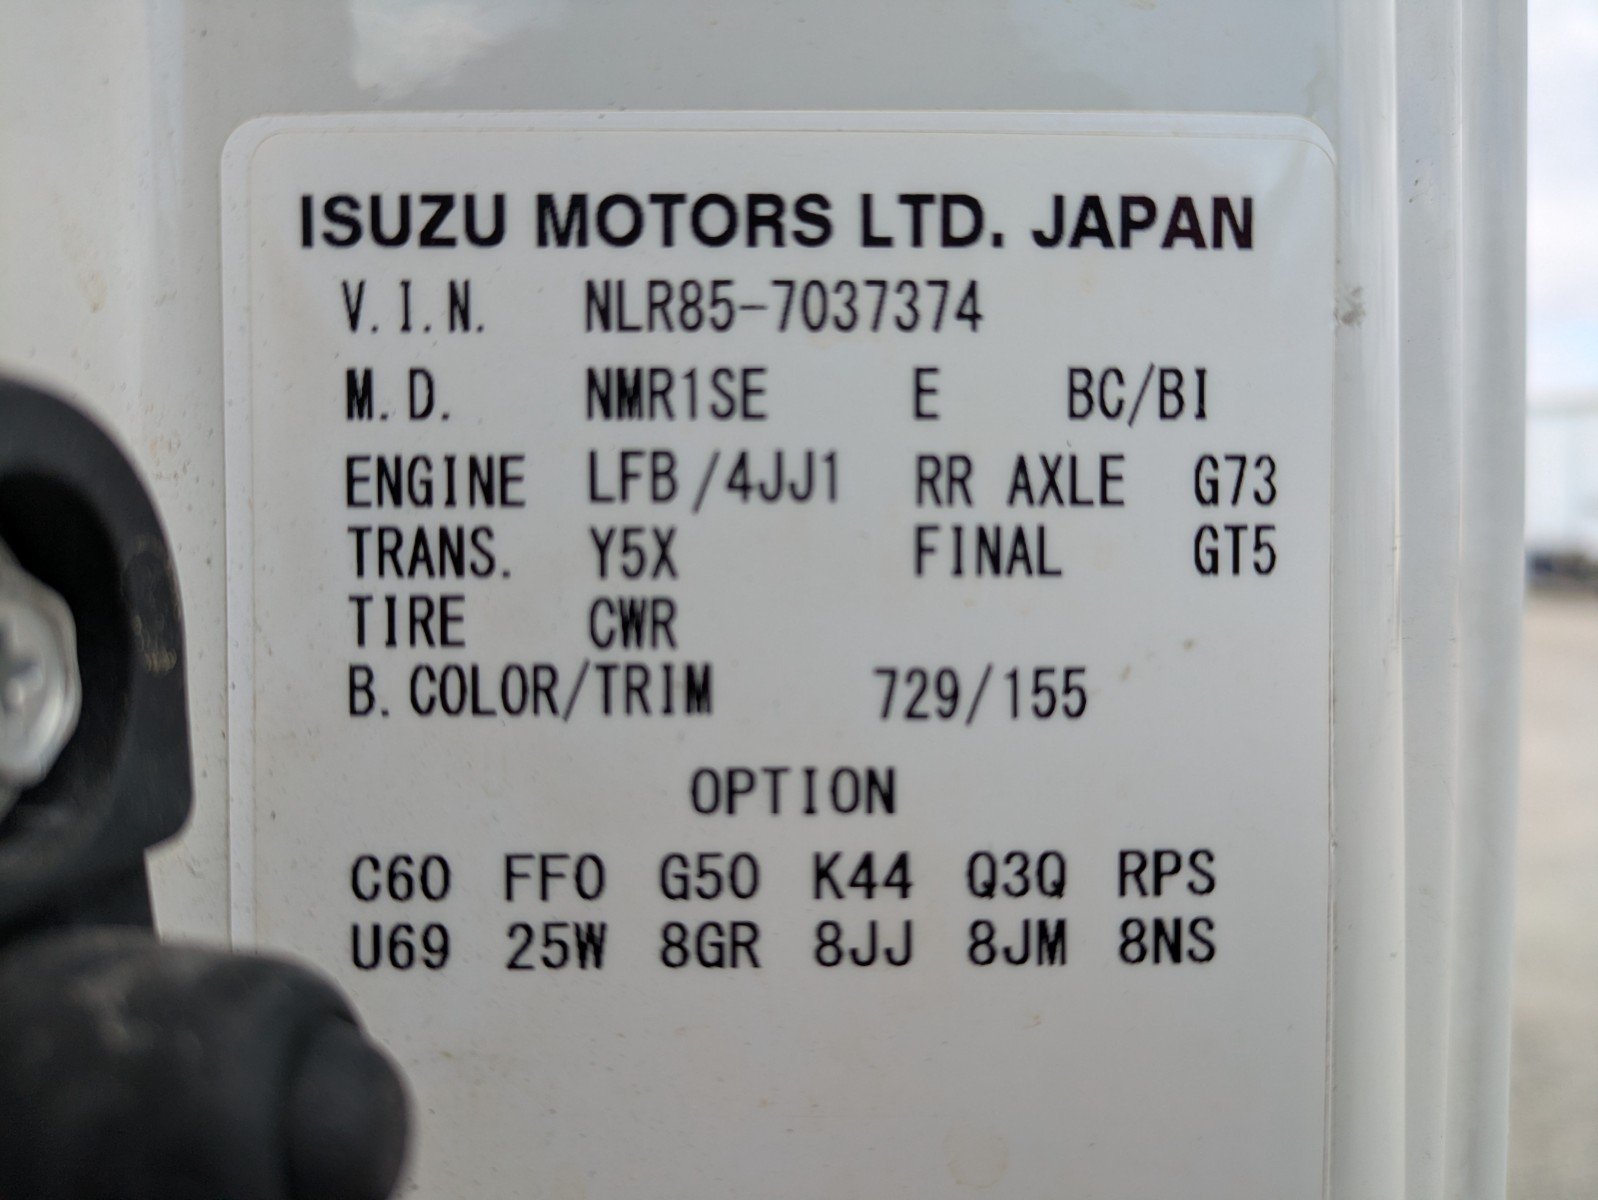 ISUZU MOTORS LTD. JAPAN
V.I.N. NLR85-7037374
M.D. NMR1SE E BC/BI
ENGINE LFB/4JJ1 RR AXLE G73
TRANS. Y5X FINAL GT5
TIRE CWR
B.COLOR/TRIM 729/155
OPTION
C60 FF0 G50 K44 Q3Q RPS
U69 25W 8GR 8JJ 8JM 8NS